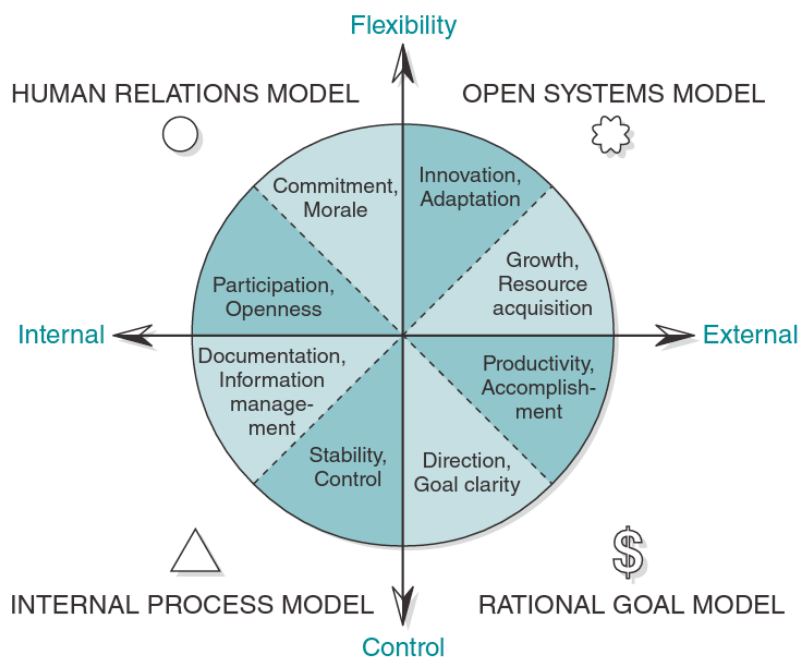 Flexibility
HUMAN RELATIONS MODEL
OPEN SYSTEMS MODEL
Commitment,
Morale
Innovation,
Adaptation
Participation,
Openness
Growth,
Resource
acquisition
Internal
External
Documentation,
Information
manage-
ment
Productivity,
Accomplish-
ment
Stability,
Control
Direction,
Goal clarity
$
INTERNAL PROCESS MODEL
RATIONAL GOAL MODEL
Control